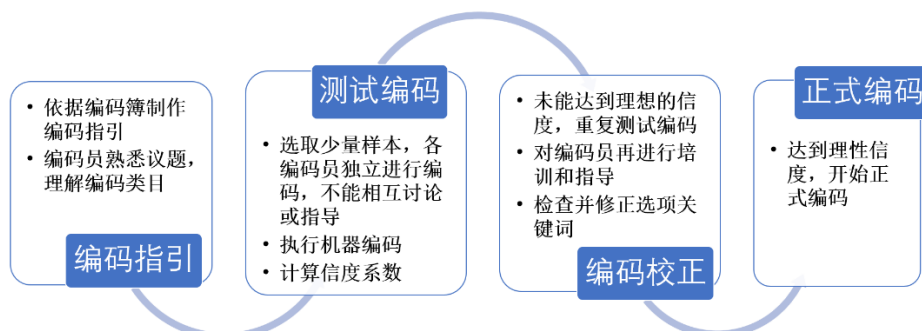 • 依据编码簿制作
编码指引
• 编码员熟悉议题，
理解编码类目
编码指引
测试编码
• 选取少量样本，各
编码员独立进行编
码，不能相互讨论
或指导
• 执行机器编码
• 计算信度系数
• 未能达到理想的信
度，重复测试编码
• 对编码员再进行培
训和指导
• 检查并修正选项关
键词
编码校正
正式编码
• 达到理性信
度，开始正
式编码